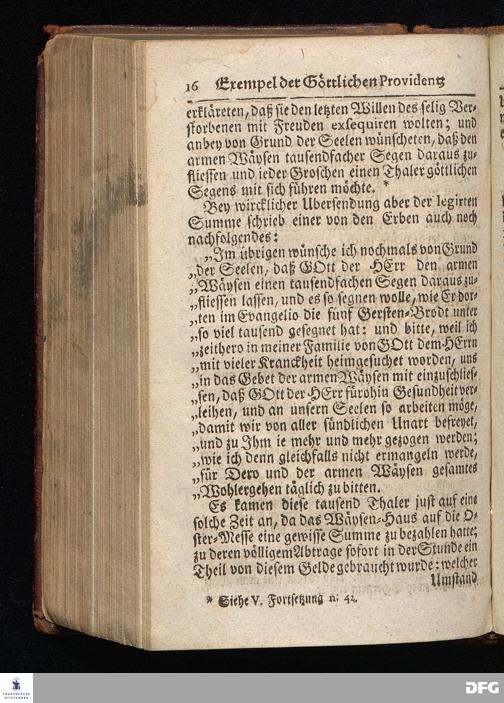 16 Exempel der Göttlichen Providentz
erkläreten, daß sie den letzten Willen des selig Ver-
storbenen mit Freuden exsequiren wolten; und
anbey von Grund der Seelen wünscheten, daß den
armen Wäysen tausendfacher Segen daraus zu-
fliessen und ieder Groschen einen Thaler göttlichen
Segens mit sich führen möchte. *
Bey wircklicher Ubersendung aber der legirten
Summe schrieb einer von den Erben auch noch
nachfolgendes:
„Im übrigen wünsche ich nochmals von Grund
„der Seelen, daß GOtt der HErr den armen
„Wäysen einen tausendfachen Segen daraus zu-
„fliessen lassen, und es so segnen wolle, wie Er dor-
„ten im Evangelio die fünf Gersten-Brodt unter
„so viel tausend gesegnet hat: und bitte, weil ich
„zeithero in meiner Familie von GOtt dem HErrn
„mit vieler Kranckheit heimgesuchet worden, uns
„in das Gebet der armen Wäysen mit einzuschlies-
„sen, daß GOtt der HErr fürohin Gesundheit ver-
„leihen, und an unsern Seelen so arbeiten möge,
„damit wir von aller sündlichen Unart befreyet,
„und zu Ihm ie mehr und mehr gezogen werden;
„wie ich denn gleichfalls nicht ermangeln werde,
„für Dero und der armen Wäysen gesamtes
„Wohlergehen täglich zu bitten.
Es kamen diese tausend Thaler just auf eine
solche Zeit an, da das Wäysen-Haus auf die O-
ster-Messe eine gewisse Summe zu bezahlen hatte;
zu deren völligem Abtrage sofort in der Stunde ein
Theil von diesem Gelde gebraucht wurde: welcher
Umstand
* Siehe V. Fortsetzung n: 42.
FRANCKESCHE
STIFTUNGEN
DFG